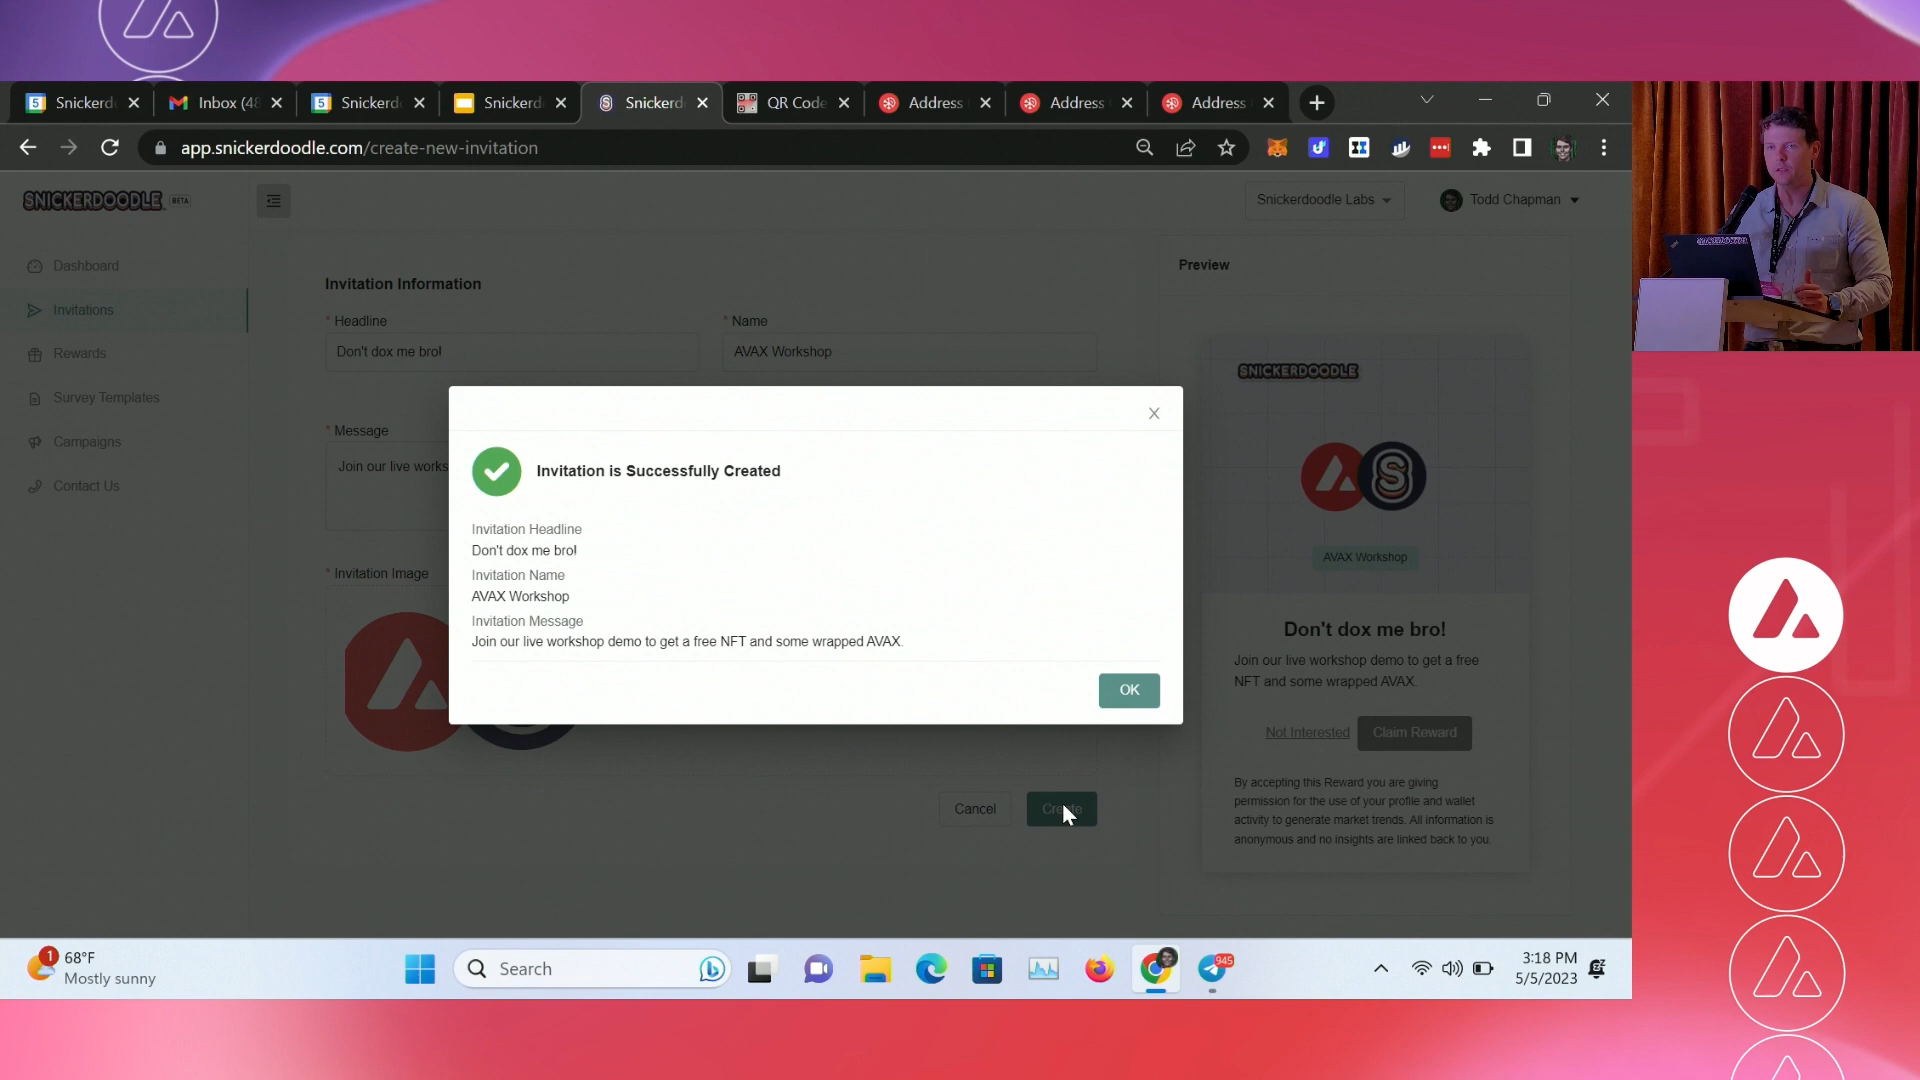 Snickerd
Inbox (48
Snickerd
Snickerd
Snickerd
QR Code
Address
Address
Address
app.snickerdoodle.com/create-new-invitation
SNICKERDOODLE BETA
Snickerdoodle Labs
Todd Chapman
Dashboard
Invitations
Rewards
Survey Templates
Campaigns
Contact Us
Invitation Information
* Headline
Don't dox me bro!
* Name
AVAX Workshop
* Message
Join our live works
* Invitation Image
Invitation is Successfully Created
Invitation Headline
Don't dox me bro!
Invitation Name
AVAX Workshop
Invitation Message
Join our live workshop demo to get a free NFT and some wrapped AVAX.
OK
Cancel
Create
Preview
SNICKERDOODLE
AVAX Workshop
Don't dox me bro!
Join our live workshop demo to get a free
NFT and some wrapped AVAX.
Not Interested
Claim Reward
By accepting this Reward you are giving
permission for the use of your profile and wallet
activity to generate market trends. All information is
anonymous and no insights are linked back to you.
SNICKERDOODLE
1
68°F
Mostly sunny
Search
945
3:18 PM
5/5/2023